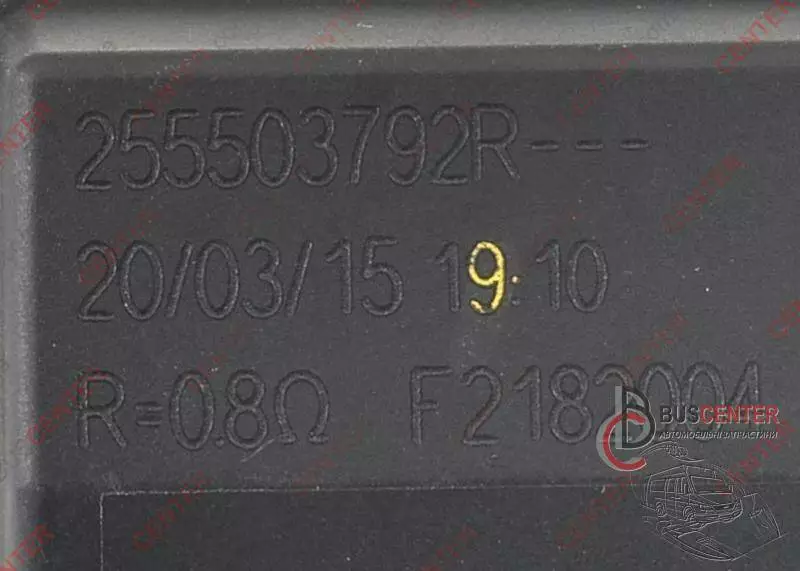 255503792R---
20/03/15 19:10
R=0.8Ω
BUSCENTER
АВТОМОБІЛЬНІ ЗАПЧАСТИНИ